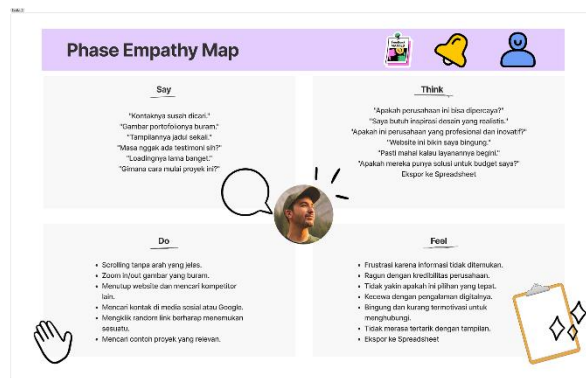 Phase Empathy Map
Say
"Kontaknya susah dicari."
"Gambar portofolionya buram."
"Tampilannya jadul sekali."
"Masa nggak ada testimoni sih?"
"Loadingnya lama banget."
"Gimana cara mulai proyek ini?"
Think
"Apakah perusahaan ini bisa dipercaya?"
"Saya butuh inspirasi desain yang realistis."
"Apakah ini perusahaan yang profesional dan inovatif?"
"Website ini bikin saya bingung."
"Pasti mahal kalau layanannya begini."
"Apakah mereka punya solusi untuk budget saya?"
Ekspor ke Spreadsheet
Do
• Scrolling tanpa arah yang jelas.
• Zoom in/out gambar yang buram.
• Menutup website dan mencari kompetitor
lain.
• Mencari kontak di media sosial atau Google.
• Mengklik random link berharap menemukan
sesuatu.
• Mencari contoh proyek yang relevan.
Feel
• Frustrasi karena informasi tidak ditemukan.
• Ragun dengan kredibilitas perusahaan.
• Tidak yakin apakah ini pilihan yang tepat.
• Kecewa dengan pengalaman digitalnya.
• Bingung dan kurang termotivasi untuk
menghubungi.
• Tidak merasa tertarik dengan tampilan.
• Ekspor ke Spreadsheet